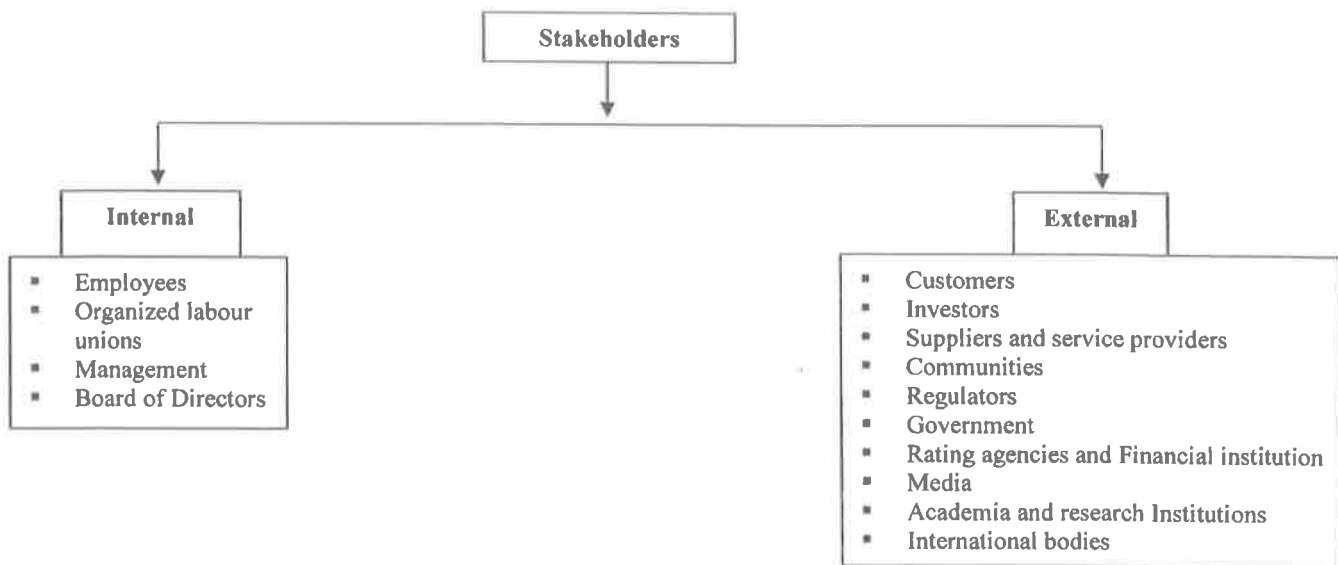 Stakeholders
Internal
▪ Employees
▪ Organized labour
unions
▪ Management
▪ Board of Directors
External
▪ Customers
▪ Investors
▪ Suppliers and service providers
▪ Communities
▪ Regulators
▪ Government
▪ Rating agencies and Financial institution
▪ Media
▪ Academia and research Institutions
▪ International bodies